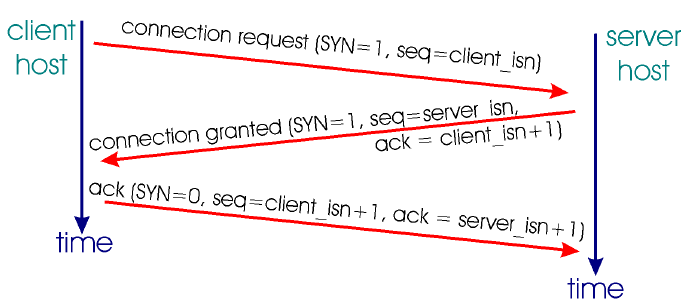 client
host
connection request (SYN=1, seq=client_isn)
server
host
connection granted (SYN=1, seq=server_isn,
ack = client_isn+1)
ack (SYN=0, seq=client_isn+1, ack = server_isn+1)
time
time